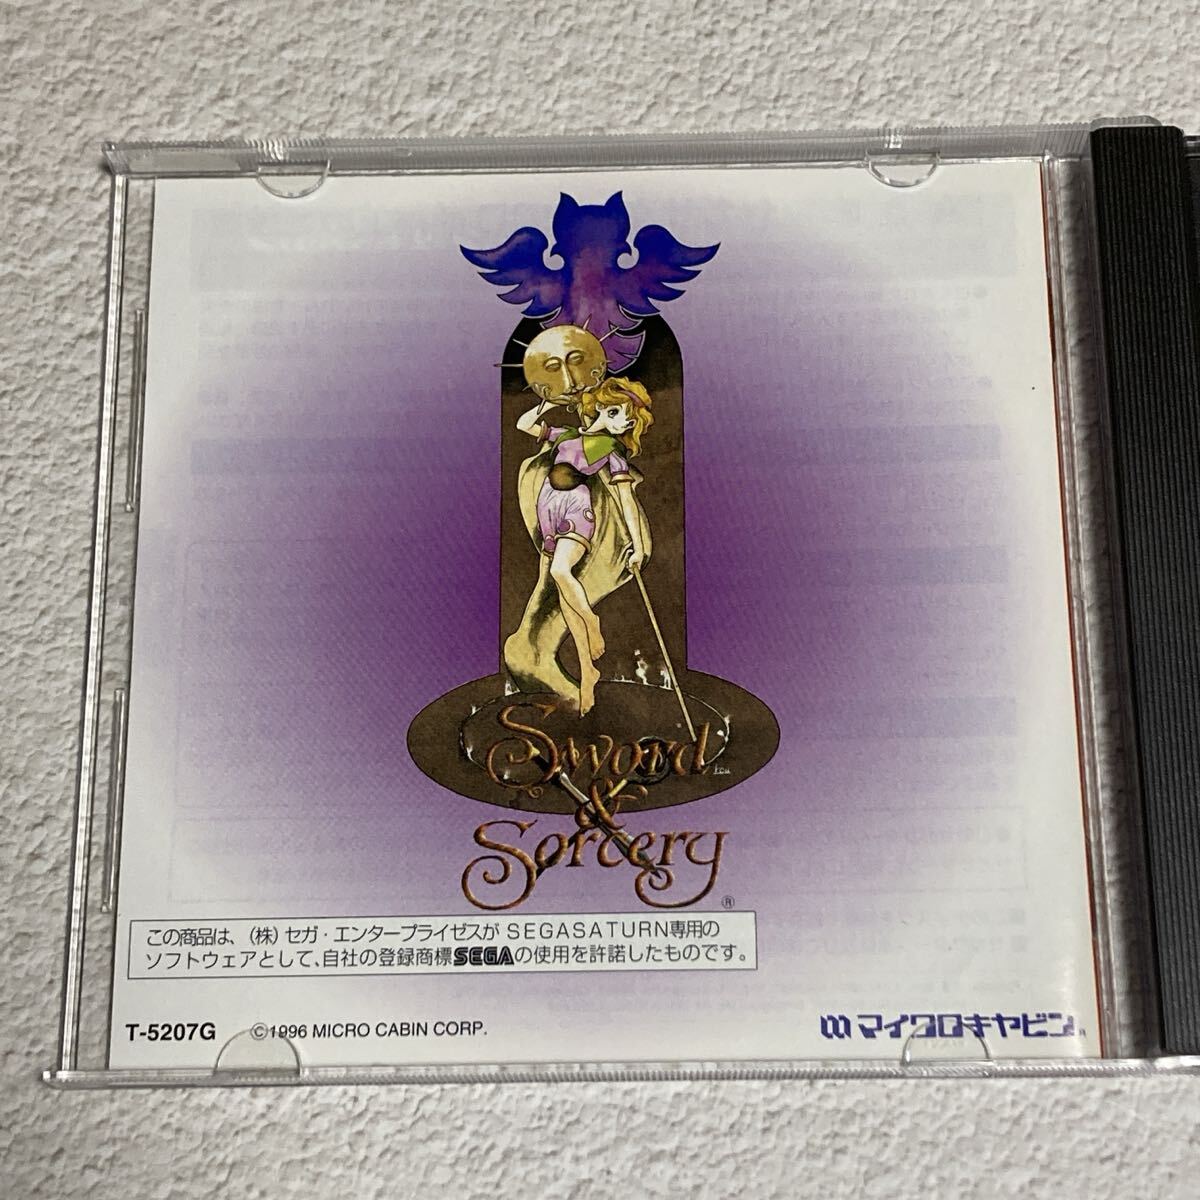 Sword
&
Sorcery
®
この商品は、(株)セガ・エンタープライゼスが SEGASATURN専用の
ソフトウェアとして、自社の登録商標SEGAの使用を許諾したものです。
T-5207G ©1996 MICRO CABIN CORP.
マイクロキャビン